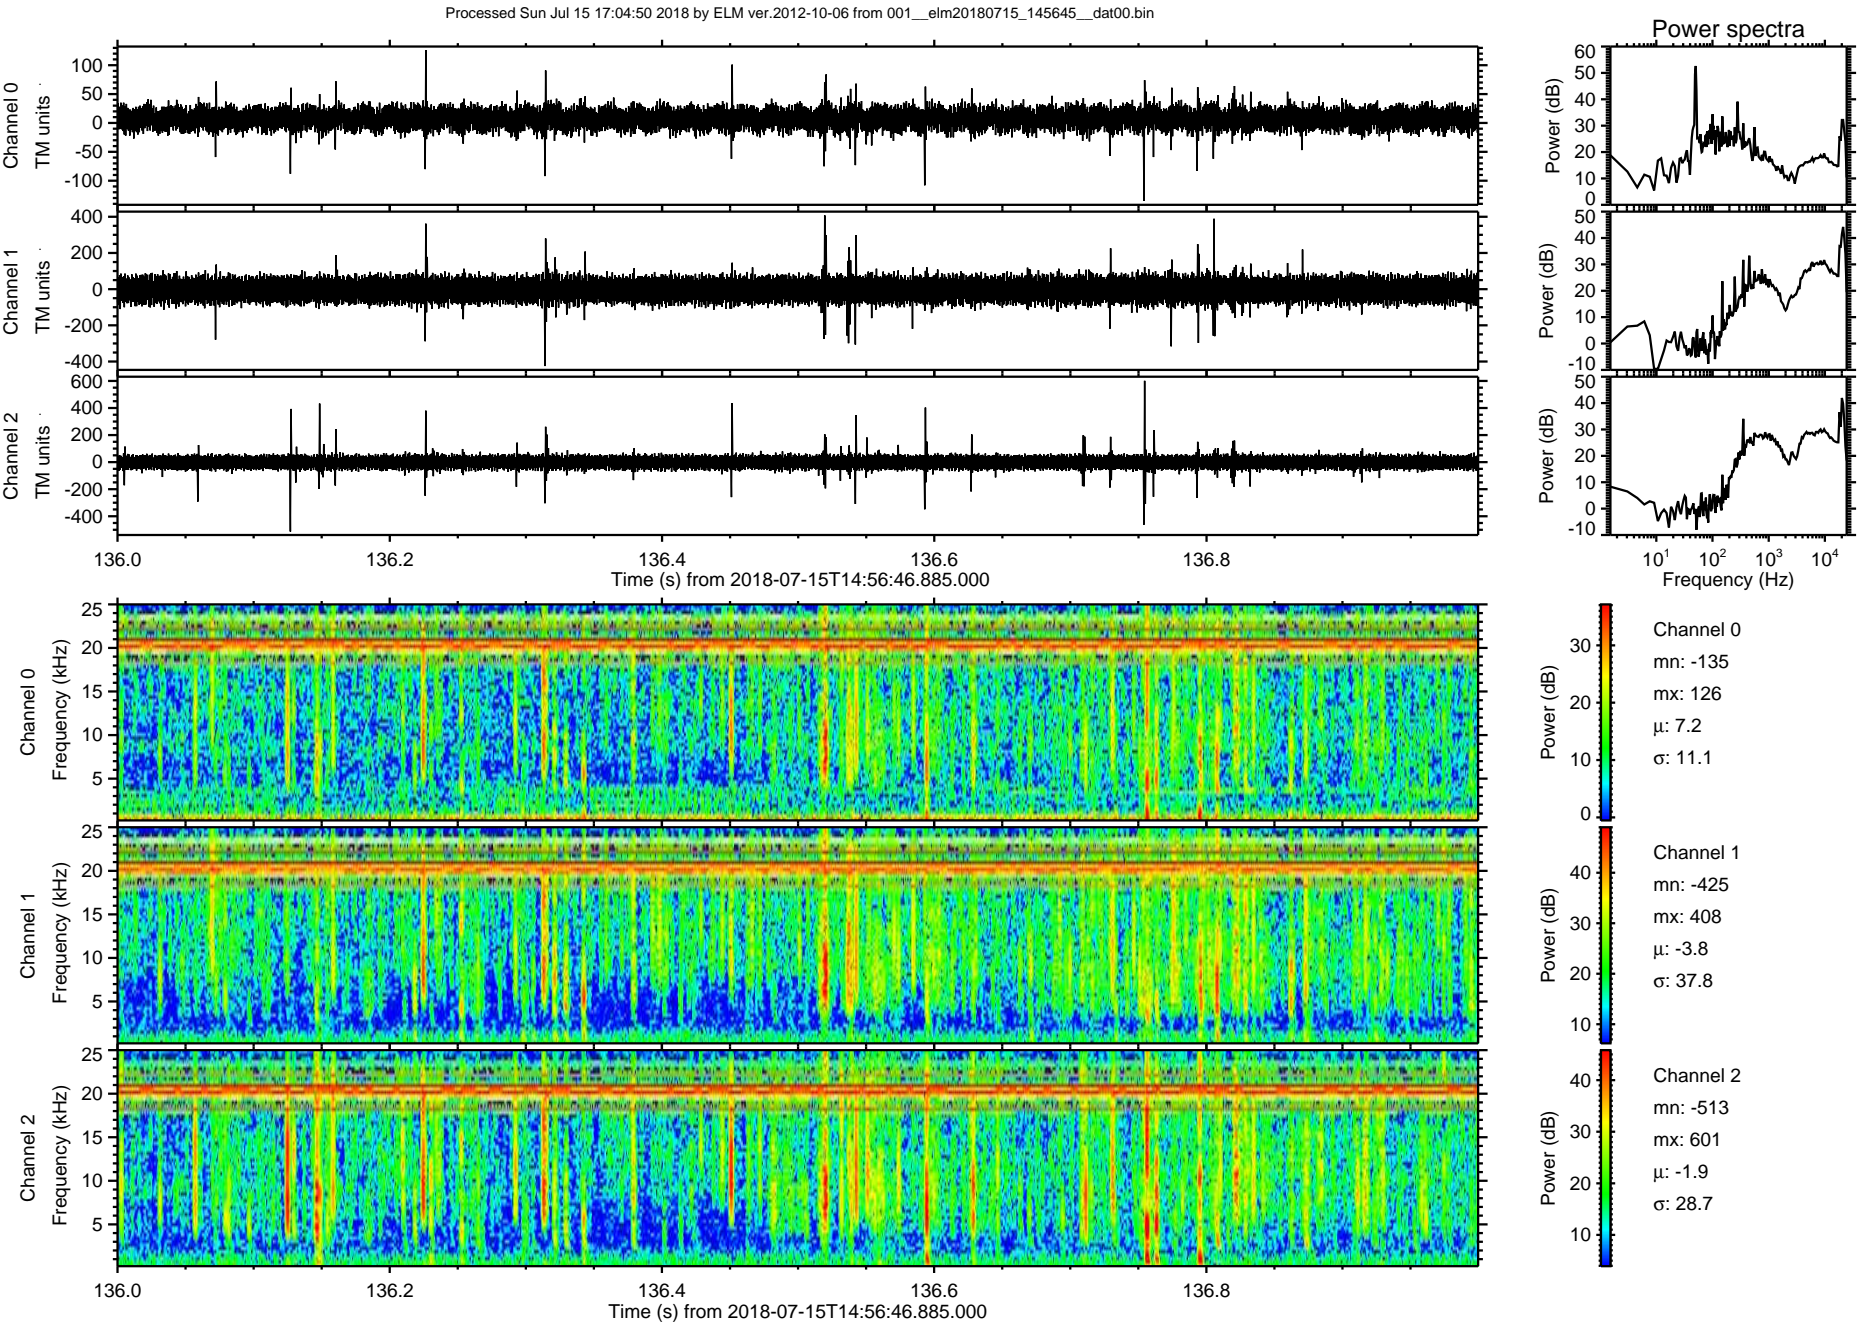 Processed Sun Jul 15 17:04:50 2018 by ELM ver.2012-10-06 from 001__elm20180715_145645__dat00.bin
Power spectra
Channel 0
TM units
100
50
0
-50
-100
Power (dB)
60
50
40
30
20
10
0
Channel 1
TM units
400
200
0
-200
-400
Power (dB)
50
40
30
20
10
0
-10
Channel 2
TM units
600
400
200
0
-200
-400
Power (dB)
50
40
30
20
10
0
-10
136.0 136.2 136.4 136.6 136.8
Time (s) from 2018-07-15T14:56:46.885.000
10¹ 10² 10³ 10⁴
Frequency (Hz)
Channel 0
Frequency (kHz)
25
20
15
10
5
Power (dB)
30
20
10
0
Channel 0
mn: -135
mx: 126
μ: 7.2
σ: 11.1
Channel 1
Frequency (kHz)
25
20
15
10
5
Power (dB)
40
30
20
10
Channel 1
mn: -425
mx: 408
μ: -3.8
σ: 37.8
Channel 2
Frequency (kHz)
25
20
15
10
5
Power (dB)
40
30
20
10
Channel 2
mn: -513
mx: 601
μ: -1.9
σ: 28.7
136.0 136.2 136.4 136.6 136.8
Time (s) from 2018-07-15T14:56:46.885.000